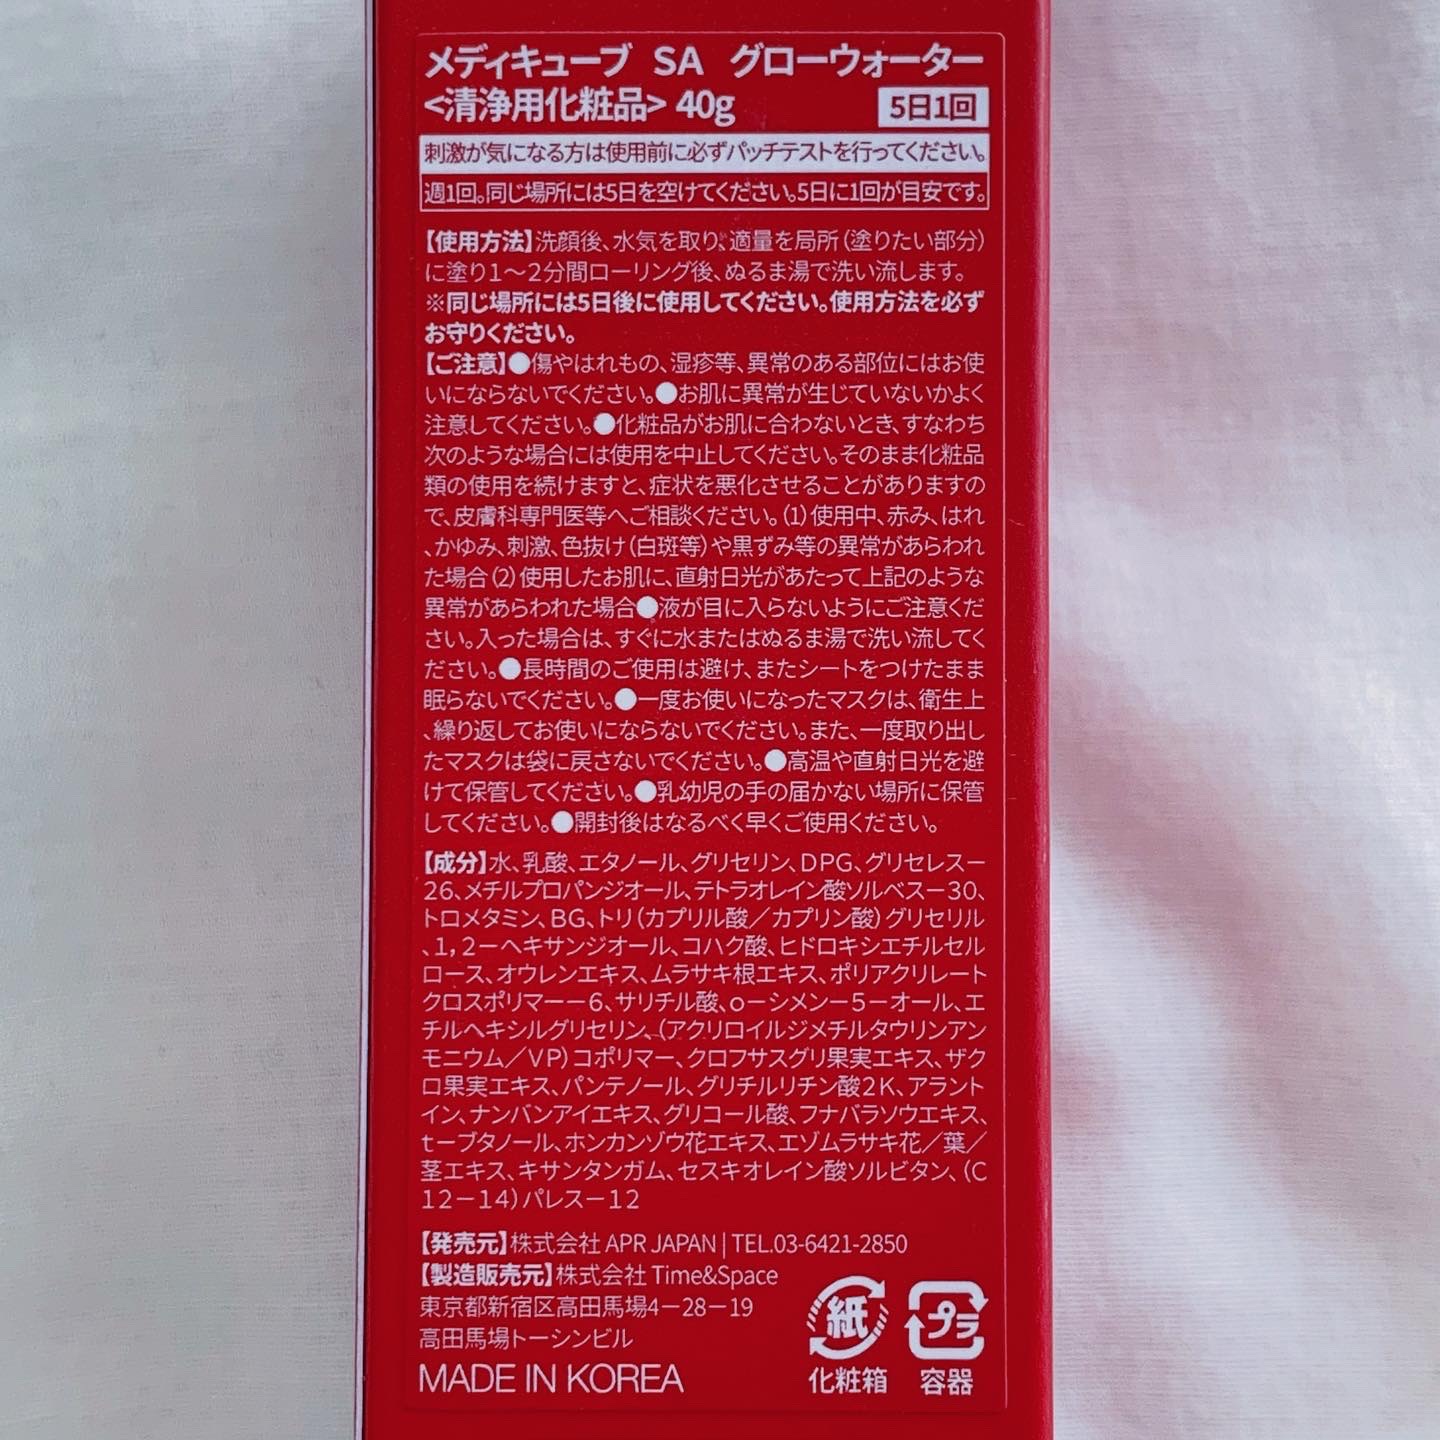 メディキューブ SA グローウォーター
<清浄用化粧品> 40g 5日1回
刺激が気になる方は使用前に必ずパッチテストを行ってください。
週1回。同じ場所には5日を空けてください。5日に1回が目安です。
【使用方法】洗顔後、水気を取り、適量を局所（塗りたい部分）
に塗り1～2分間ローリング後、ぬるま湯で洗い流します。
※同じ場所には5日後に使用してください。使用方法を必ず
お守りください。
【ご注意】●傷やはれもの、湿疹等、異常のある部位にはお使
いにならないでください。●お肌に異常が生じていないかよく
注意してください。●化粧品がお肌に合わないとき、すなわち
次のような場合には使用を中止してください。そのまま化粧品
類の使用を続けますと、症状を悪化させることがありますの
で、皮膚科専門医等へご相談ください。（1）使用中、赤み、はれ
、かゆみ、刺激、色抜け（白斑等）や黒ずみ等の異常があらわれ
た場合（2）使用したお肌に、直射日光があたって上記のような
異常があらわれた場合●液が目に入らないようにご注意くだ
さい。入った場合は、すぐに水またはぬるま湯で洗い流してく
ださい。●長時間のご使用は避け、またシートをつけたまま
眠らないでください。●一度お使いになったマスクは、衛生上
、繰り返してお使いにならないでください。また、一度取り出し
たマスクは袋に戻さないでください。●高温や直射日光を避
けて保管してください。●乳幼児の手の届かない場所に保管
してください。●開封後はなるべく早くご使用ください。
【成分】水、乳酸、エタノール、グリセリン、DPG、グリセレスー
26、メチルプロパンジオール、テトラオレイン酸ソルベスー30、
トロメタミン、BG、トリ（カプリル酸／カプリン酸）グリセリル
、1，2－ヘキサンジオール、コハク酸、ヒドロキシエチルセル
ロース、オウレンエキス、ムラサキ根エキス、ポリアクリレート
クロスポリマー－6、サリチル酸、o－シメン－5－オール、エ
チルヘキシルグリセリン、（アクリロイルジメチルタウリンアン
モニウム／VP）コポリマー、クロフサスグリ果実エキス、ザク
ロ果実エキス、パンテノール、グリチルリチン酸2K、アラント
イン、ナンバンアイエキス、グリコール酸、フナバラソウエキス、
t－ブタノール、ホンカンゾウ花エキス、エゾムラサキ花／葉／
茎エキス、キサンタンガム、セスキオレイン酸ソルビタン、（C
12－14）パレスー12
【発売元】株式会社 APR JAPAN | TEL.03-6421-2850
【製造販売元】株式会社 Time&Space
東京都新宿区高田馬場4－28－19
高田馬場トーシンビル
MADE IN KOREA
紙 プラ
化粧箱 容器